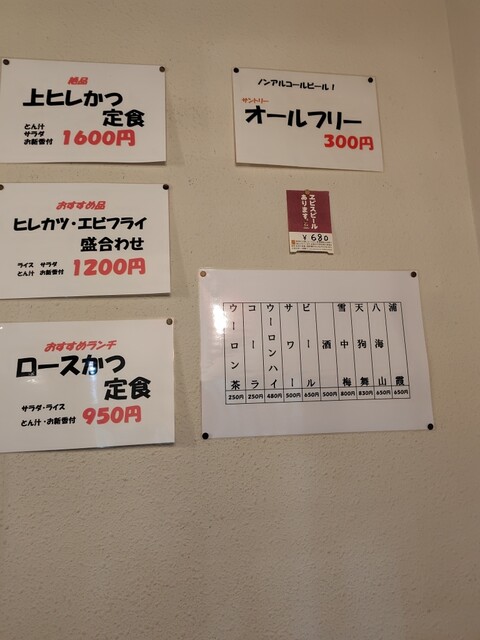 絶品
上ヒレかつ
定食
とん汁
サラダ
お新香付 1600円
おすすめ品
ヒレカツ・エビフライ
盛合わせ
ライス サラダ
とん汁 お新香付 1200円
おすすめランチ
ロースかつ
定食
サラダ・ライス
とん汁・お新香付 950円
ノンアルコールビール!
サントリー
オールフリー
300円
ヱビスビール
あります。
¥680
浦霞 650円
八海山 650円
天狗舞 830円
雪中梅 800円
酒 500円
ビール 650円
サワー 500円
ウーロンハイ 480円
コーラ 250円
ウーロン茶 250円